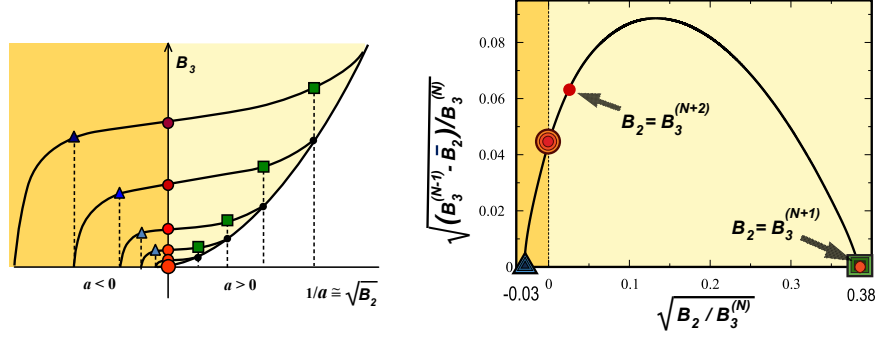 B₃
a < 0
a > 0
1/a ≅ √B₂
√(B₃⁽ᴺ⁻¹⁾ - B₂)/B₃⁽ᴺ⁾
0.08
0.06
0.04
0.02
0
B₂ = B₃⁽ᴺ⁺²⁾
B₂ = B₃⁽ᴺ⁺¹⁾
-0.03
0
0.1
0.2
0.3
0.38
√B₂ / B₃⁽ᴺ⁾